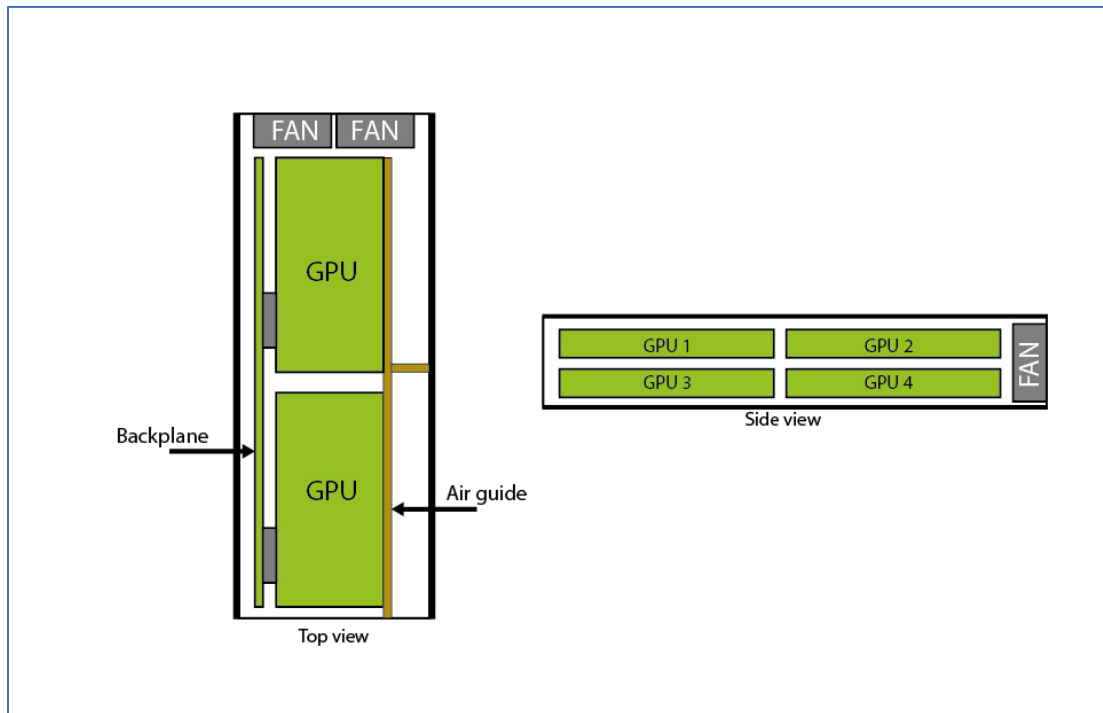 FAN FAN
GPU
Backplane
GPU
Air guide
Top view
GPU 1 GPU 2
GPU 3 GPU 4
FAN
Side view